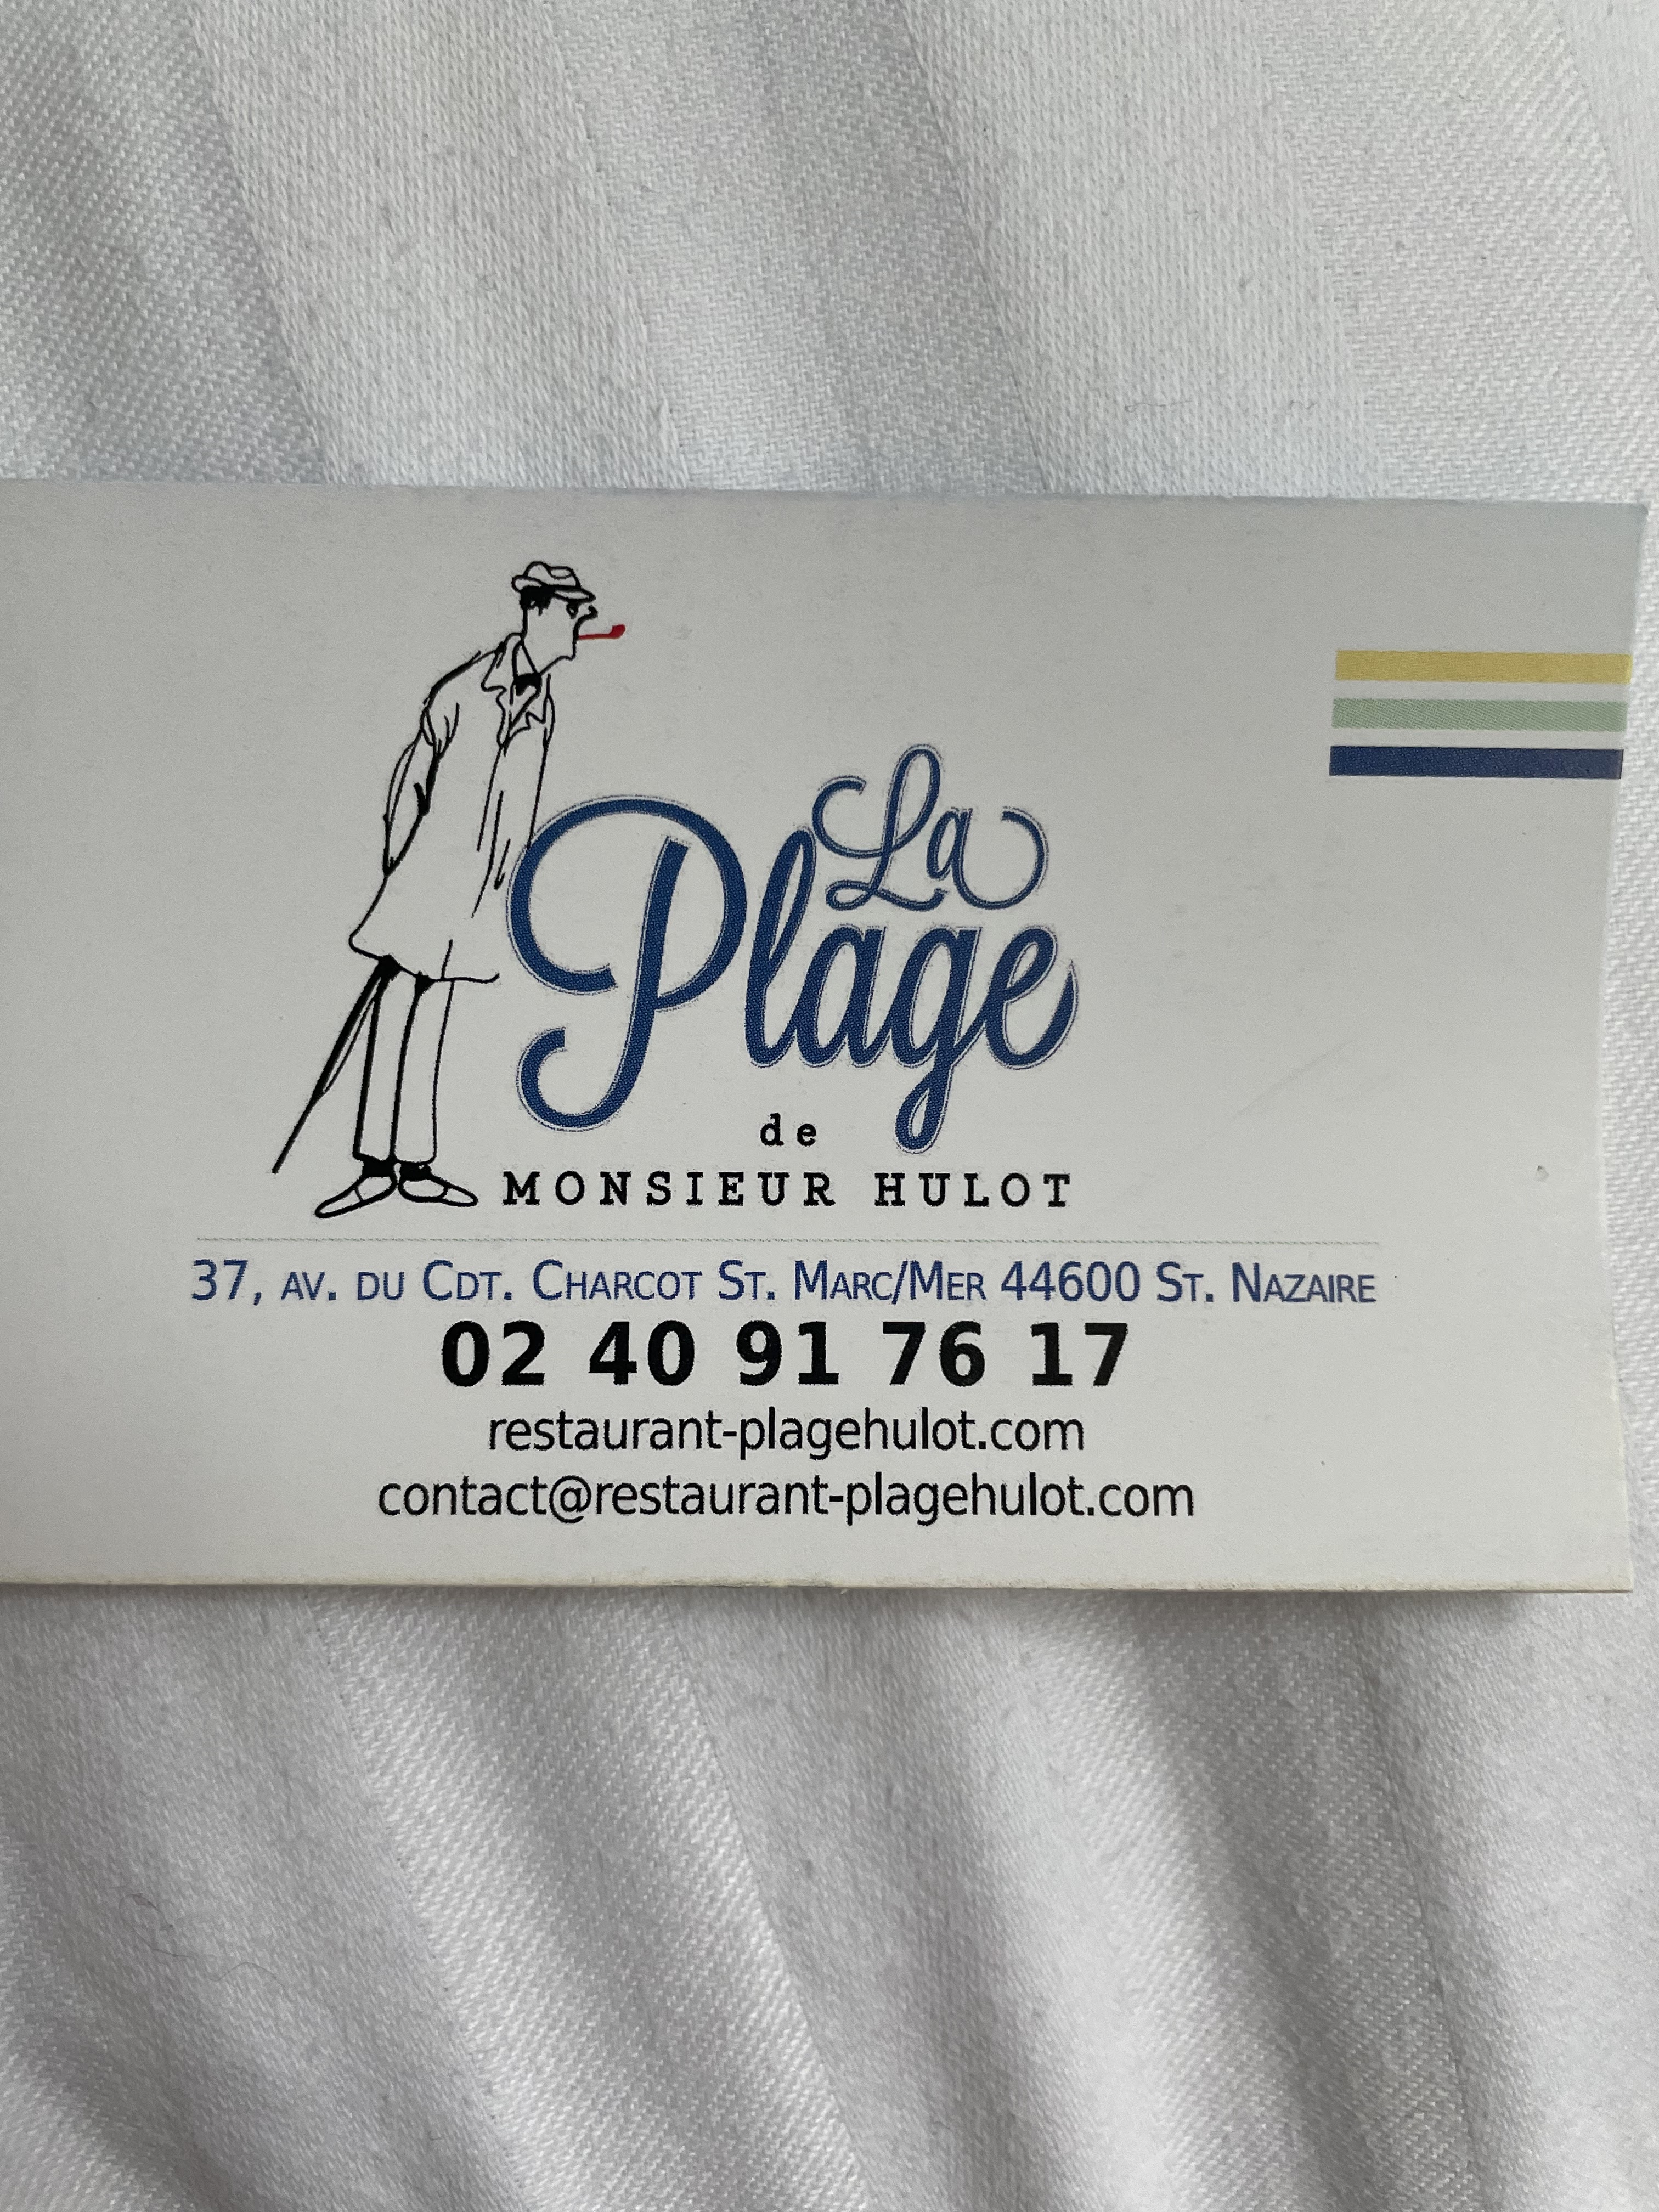 La
Plage
de
MONSIEUR HULOT
37, AV. DU CDT. CHARCOT ST. MARC/MER 44600 ST. NAZAIRE
02 40 91 76 17
restaurant-plagehulot.com
contact@restaurant-plagehulot.com